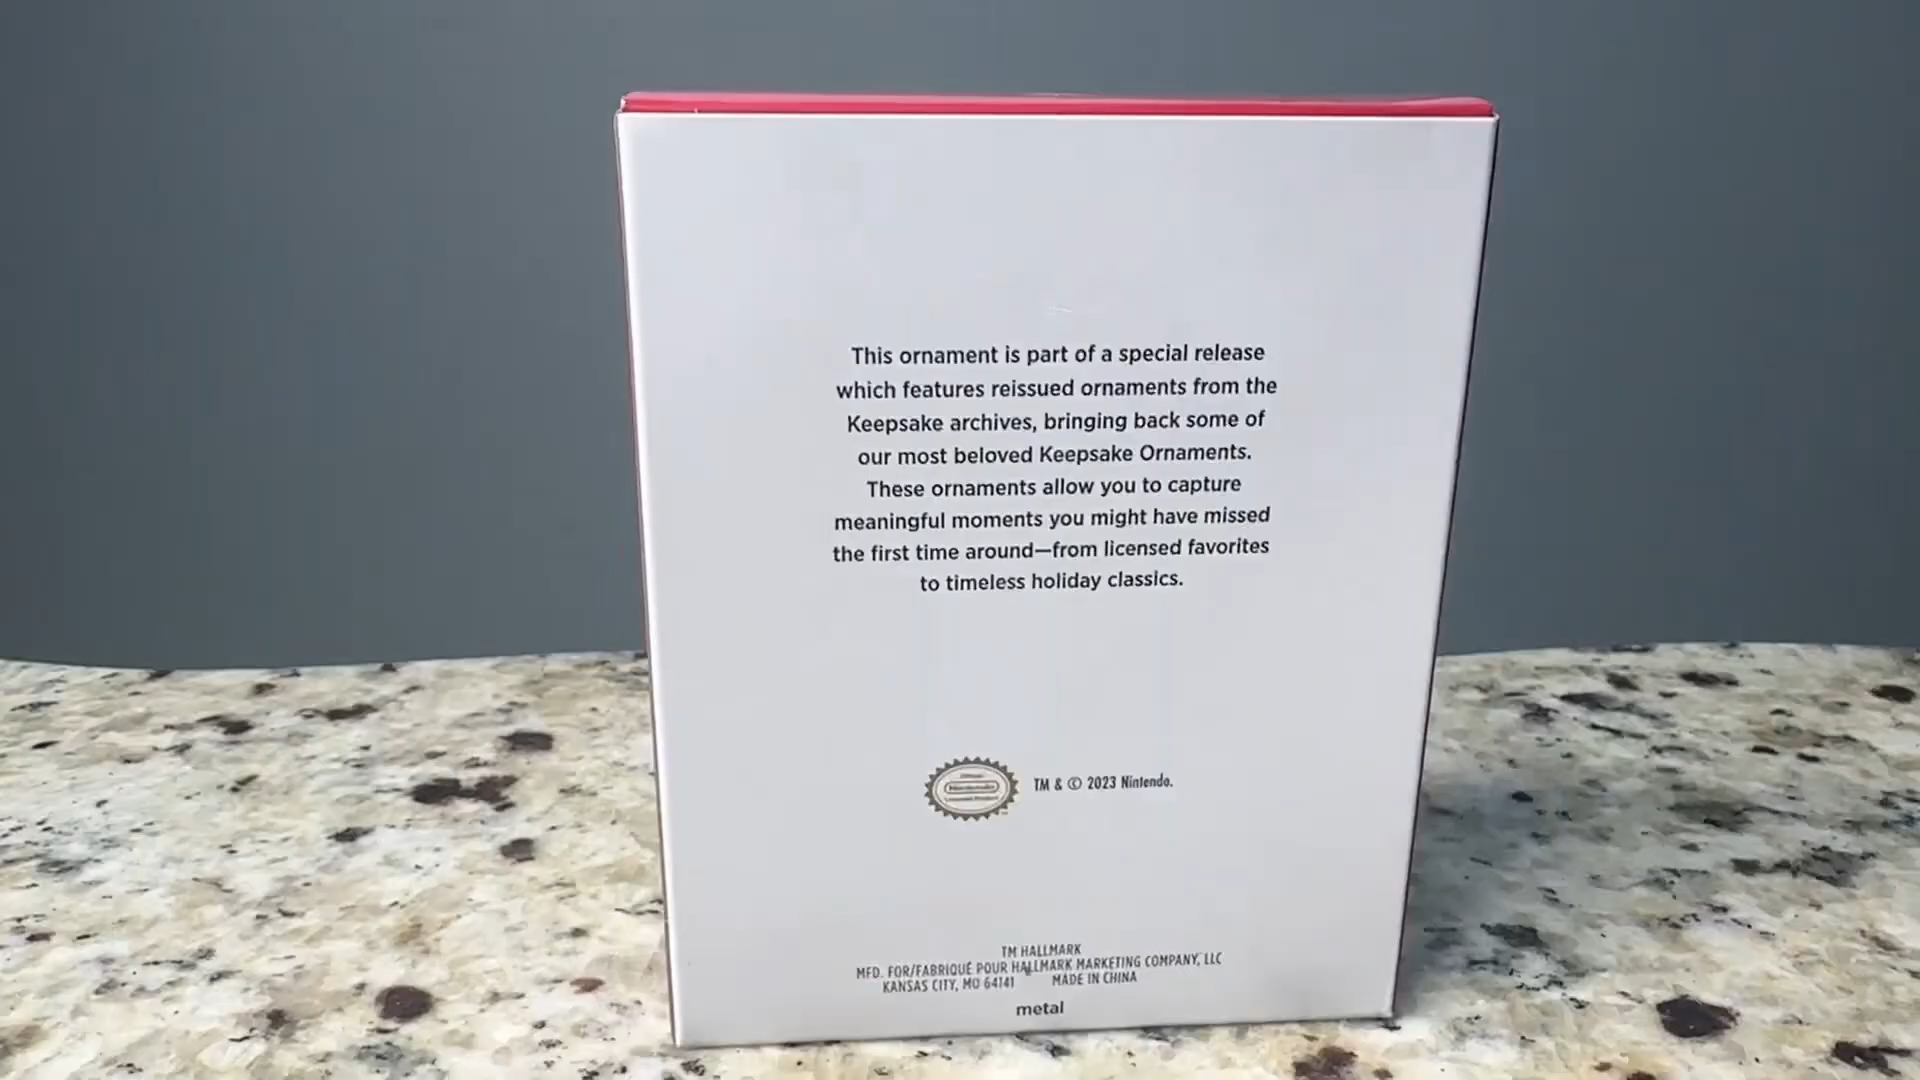 This ornament is part of a special release
which features reissued ornaments from the
Keepsake archives, bringing back some of
our most beloved Keepsake Ornaments.
These ornaments allow you to capture
meaningful moments you might have missed
the first time around—from licensed favorites
to timeless holiday classics.
TM & © 2023 Nintendo.
TM HALLMARK
MFD. FOR/FABRIQUÉ POUR HALLMARK MARKETING COMPANY, LLC
KANSAS CITY, MO 64141 MADE IN CHINA
metal